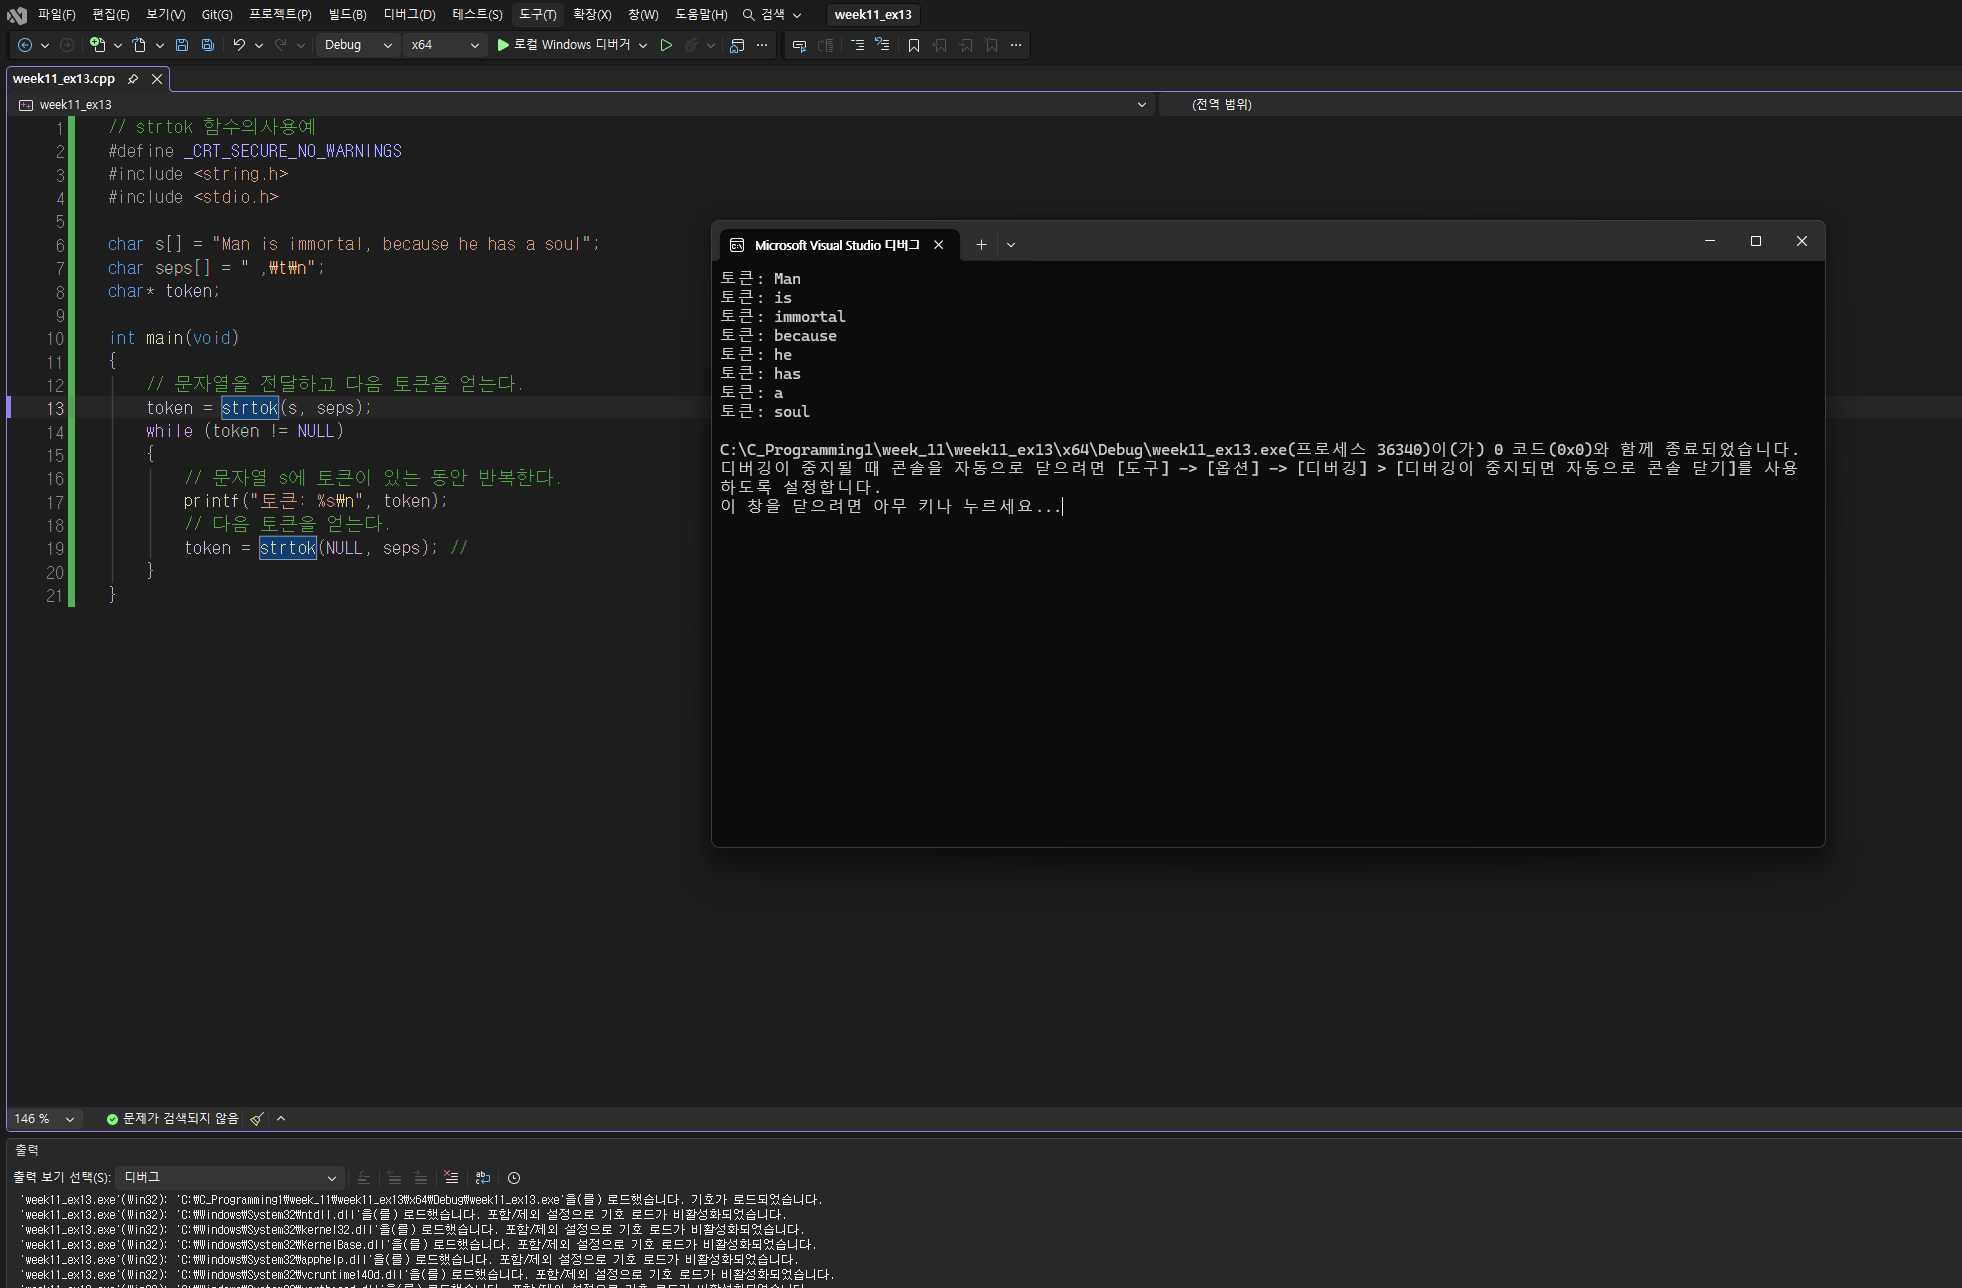 파일(F) 편집(E) 보기(V) Git(G) 프로젝트(P) 빌드(B) 디버그(D) 테스트(S) 도구(T) 확장(X) 창(W) 도움말(H) 검색 week11_ex13
Debug x64 로컬 Windows 디버거
week11_ex13.cpp
week11_ex13 (전역 범위)
1 // strtok 함수의사용예
2 #define _CRT_SECURE_NO_WARNINGS
3 #include <string.h>
4 #include <stdio.h>
5
6 char s[] = "Man is immortal, because he has a soul";
7 char seps[] = " ,₩t₩n";
8 char* token;
9
10 int main(void)
11 {
12 // 문자열을 전달하고 다음 토큰을 얻는다.
13 token = strtok(s, seps);
14 while (token != NULL)
15 {
16 // 문자열 s에 토큰이 있는 동안 반복한다.
17 printf("토큰: %s₩n", token);
18 // 다음 토큰을 얻는다.
19 token = strtok(NULL, seps); //
20 }
21 }
Microsoft Visual Studio 디버그
토큰: Man
토큰: is
토큰: immortal
토큰: because
토큰: he
토큰: has
토큰: a
토큰: soul
C:\C_Programming1\week_11\week11_ex13\x64\Debug\week11_ex13.exe(프로세스 36340)이(가) 0 코드(0x0)와 함께 종료되었습니다.
디버깅이 중지될 때 콘솔을 자동으로 닫으려면 [도구] -> [옵션] -> [디버깅] > [디버깅이 중지되면 자동으로 콘솔 닫기]를 사용
하도록 설정합니다.
이 창을 닫으려면 아무 키나 누르세요...
146 % 문제가 검색되지 않음
출력
출력 보기 선택(S): 디버그
'week11_ex13.exe'(Win32): 'C:₩C_Programming1₩week_11₩week11_ex13₩x64₩Debug₩week11_ex13.exe'을(를) 로드했습니다. 기호가 로드되었습니다.
'week11_ex13.exe'(Win32): 'C:₩Windows₩System32₩ntdll.dll'을(를) 로드했습니다. 포함/제외 설정으로 기호 로드가 비활성화되었습니다.
'week11_ex13.exe'(Win32): 'C:₩Windows₩System32₩kernel32.dll'을(를) 로드했습니다. 포함/제외 설정으로 기호 로드가 비활성화되었습니다.
'week11_ex13.exe'(Win32): 'C:₩Windows₩System32₩KernelBase.dll'을(를) 로드했습니다. 포함/제외 설정으로 기호 로드가 비활성화되었습니다.
'week11_ex13.exe'(Win32): 'C:₩Windows₩System32₩apphelp.dll'을(를) 로드했습니다. 포함/제외 설정으로 기호 로드가 비활성화되었습니다.
'week11_ex13.exe'(Win32): 'C:₩Windows₩System32₩vcruntime140d.dll'을(를) 로드했습니다. 포함/제외 설정으로 기호 로드가 비활성화되었습니다.